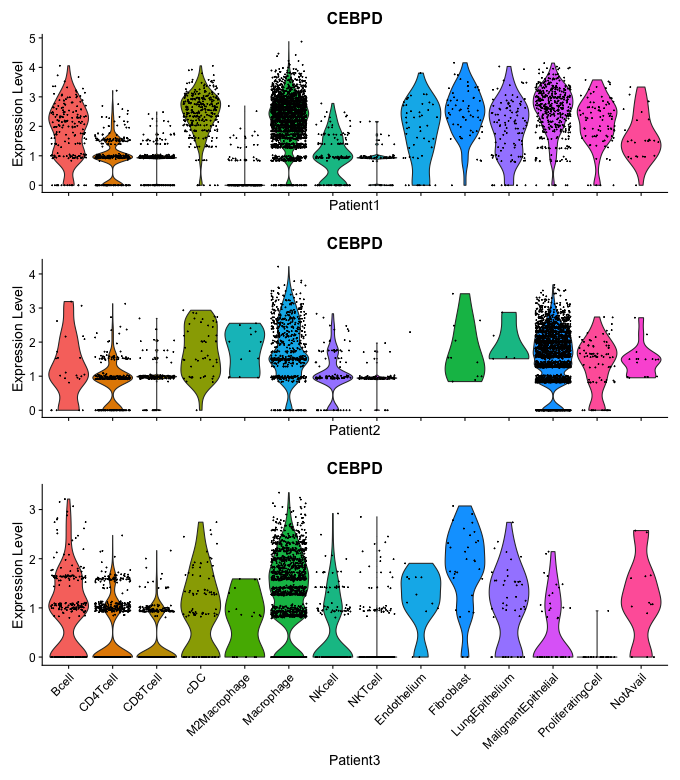 CEBPD
Expression Level
5
4
3
2
1
0
Patient1
CEBPD
Expression Level
4
3
2
1
0
Patient2
CEBPD
Expression Level
3
2
1
0
Bcell
CD4Tcell
CD8Tcell
cDC
M2Macrophage
Macrophage
NKcell
NKTcell
Endothelium
Fibroblast
LungEpithelium
MalignantEpithelial
ProliferatingCell
NotAvail
Patient3